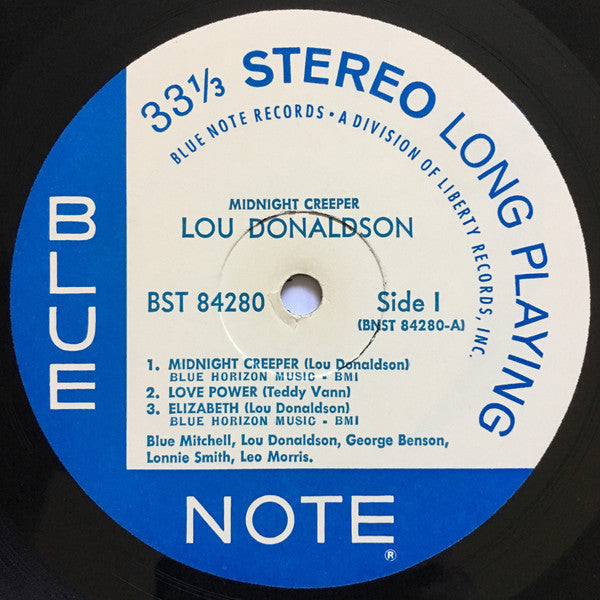 33⅓ STEREO LONG PLAYING
BLUE NOTE RECORDS • A DIVISION OF LIBERTY RECORDS, INC.
MIDNIGHT CREEPER
LOU DONALDSON
BST 84280 Side I
(BNST 84280-A)
1. MIDNIGHT CREEPER (Lou Donaldson)
BLUE HORIZON MUSIC - BMI
2. LOVE POWER (Teddy Vann)
3. ELIZABETH (Lou Donaldson)
BLUE HORIZON MUSIC - BMI
Blue Mitchell, Lou Donaldson, George Benson,
Lonnie Smith, Leo Morris.
BLUE
NOTE®